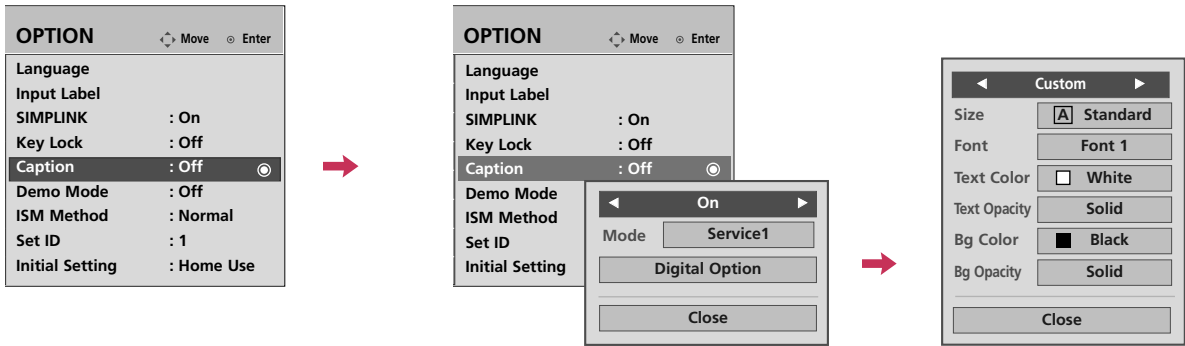 OPTION Move Enter
Language
Input Label
SIMPLINK : On
Key Lock : Off
Caption : Off
Demo Mode : Off
ISM Method : Normal
Set ID : 1
Initial Setting : Home Use
OPTION Move Enter
Language
Input Label
SIMPLINK : On
Key Lock : Off
Caption : Off
Demo Mode
ISM Method
Set ID
Initial Setting
On
Mode Service1
Digital Option
Close
Custom
Size A Standard
Font Font 1
Text Color White
Text Opacity Solid
Bg Color Black
Bg Opacity Solid
Close